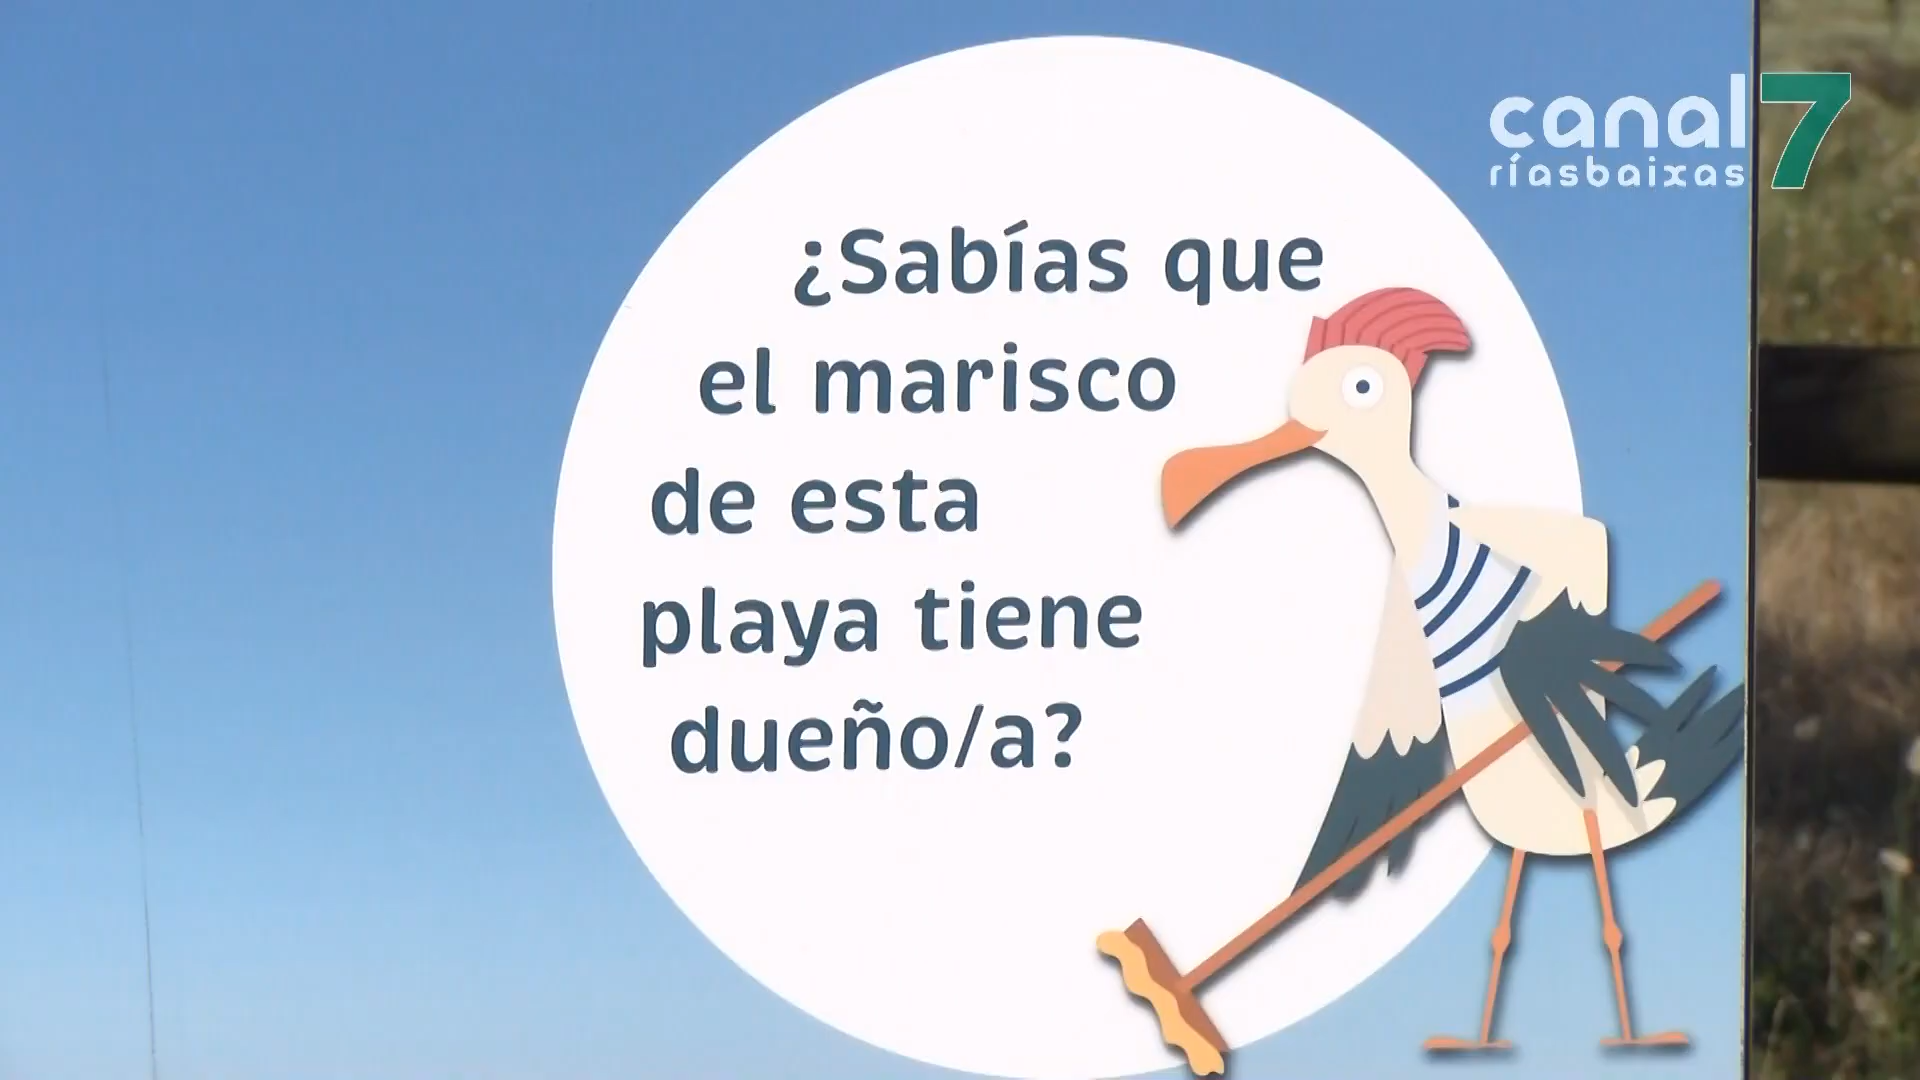 canal 7
ríasbaixas
¿Sabías que
el marisco
de esta
playa tiene
dueño/a?